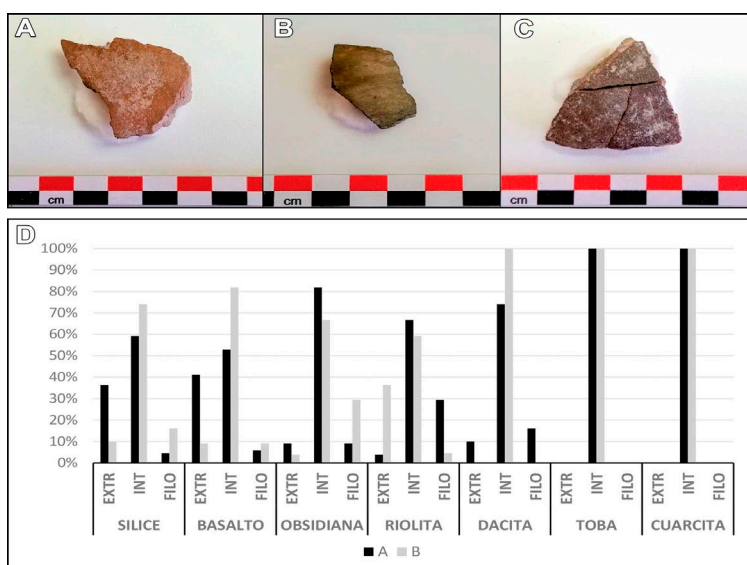 A
B
C
cm
cm
cm
D
100%
90%
80%
70%
60%
50%
40%
30%
20%
10%
0%
EXTR INT FILO EXTR INT FILO EXTR INT FILO EXTR INT FILO EXTR INT FILO EXTR INT FILO EXTR INT FILO
SILICE BASALTO OBSIDIANA RIOLITA DACITA TOBA CUARCITA
A B